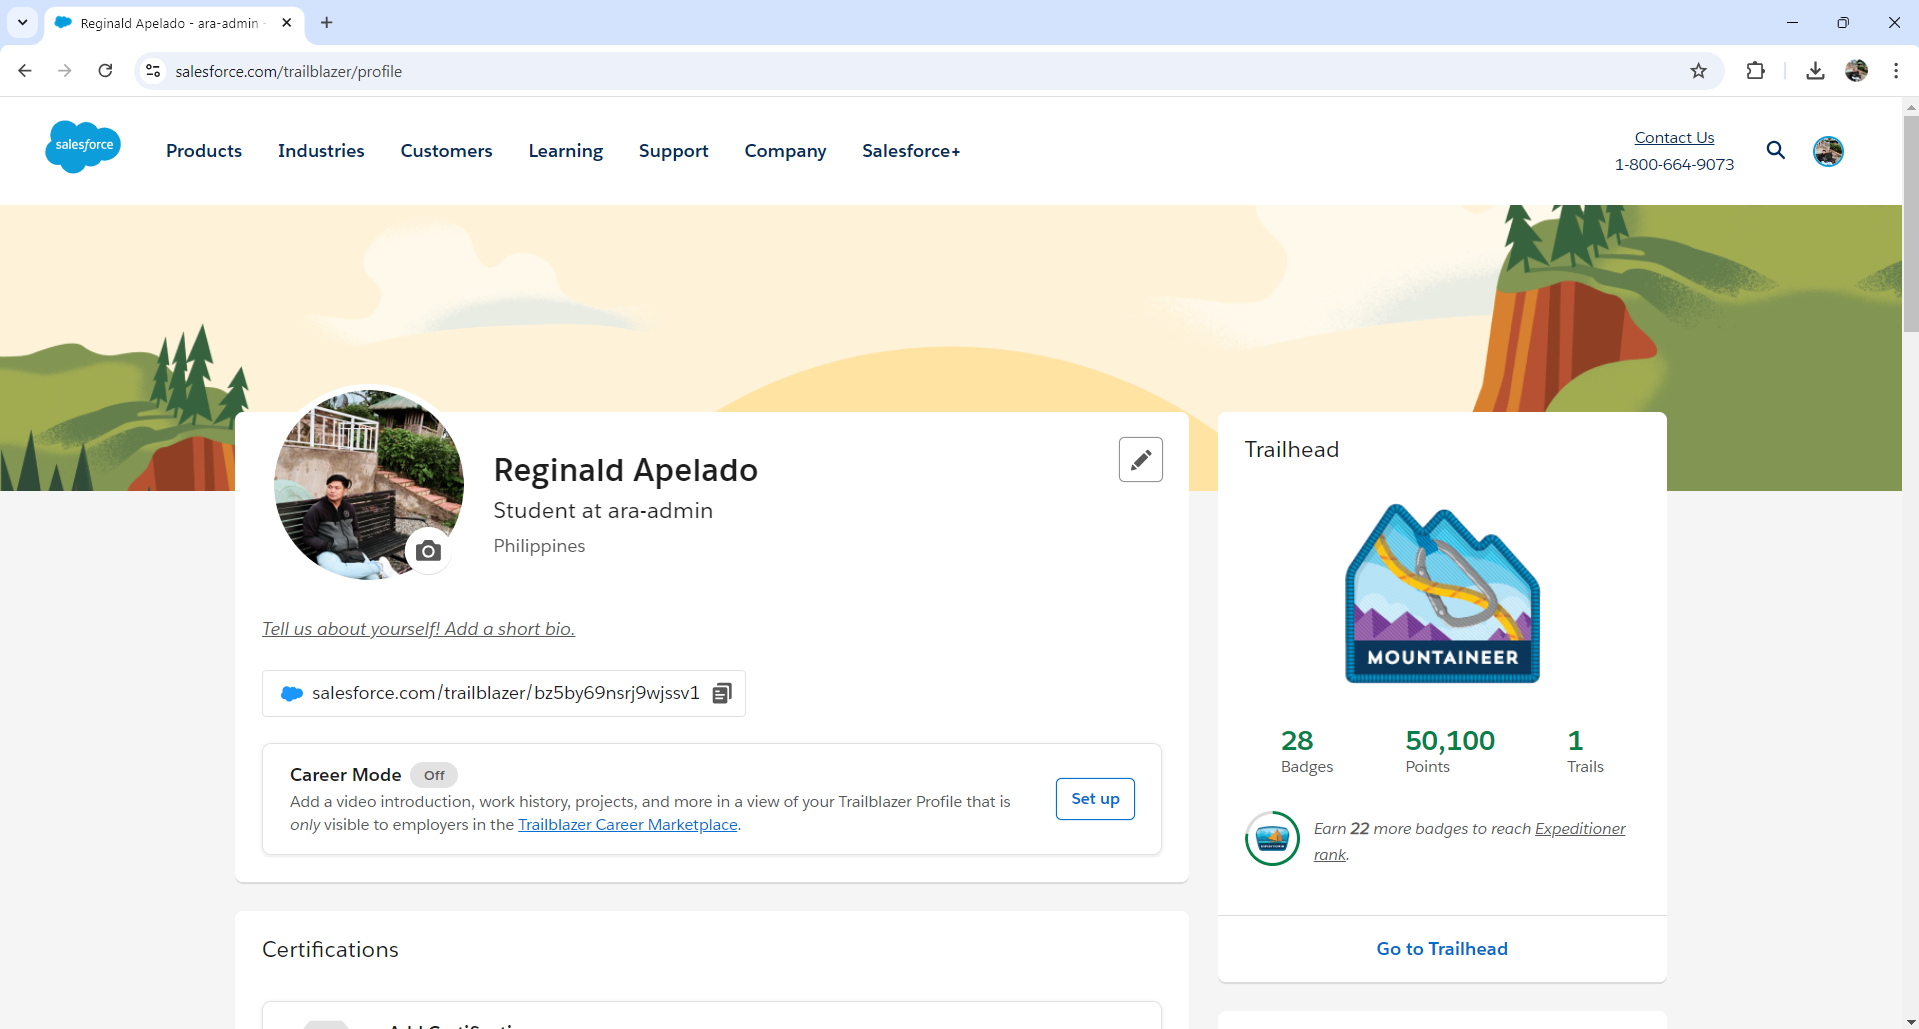 Reginald Apelado - ara-admin -
salesforce.com/trailblazer/profile
salesforce
Products
Industries
Customers
Learning
Support
Company
Salesforce+
Contact Us
1-800-664-9073
Reginald Apelado
Student at ara-admin
Philippines
Tell us about yourself! Add a short bio.
salesforce.com/trailblazer/bz5by69nsrj9wjssv1
Career Mode Off
Add a video introduction, work history, projects, and more in a view of your Trailblazer Profile that is
only visible to employers in the Trailblazer Career Marketplace.
Set up
Certifications
Trailhead
MOUNTAINEER
28
Badges
50,100
Points
1
Trails
Earn 22 more badges to reach Expeditioner
rank.
Go to Trailhead